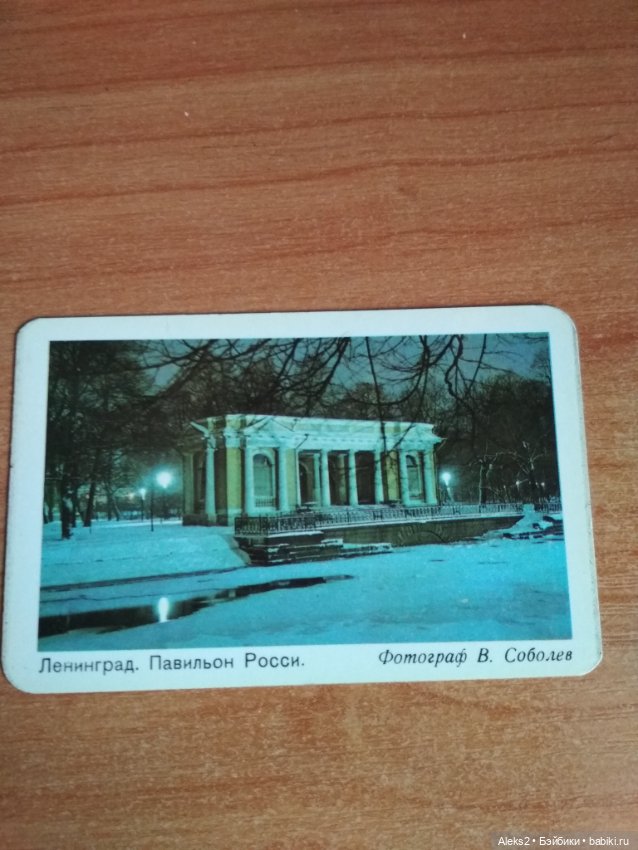 Ленинград. Павильон Росси. Фотограф В. Соболев
Aleks2 • Бэйбики • babiki.ru